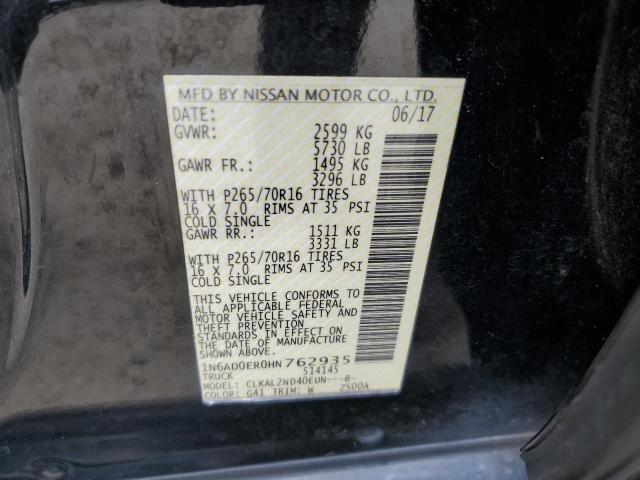 MFD BY NISSAN MOTOR CO., LTD.
DATE: 06/17
GVWR: 2599 KG
5730 LB
GAWR FR.: 1495 KG
3296 LB
WITH P265/70R16 TIRES
16 X 7.0 RIMS AT 35 PSI
COLD SINGLE
GAWR RR.: 1511 KG
3331 LB
WITH P265/70R16 TIRES
16 X 7.0 RIMS AT 35 PSI
COLD SINGLE
THIS VEHICLE CONFORMS TO
ALL APPLICABLE FEDERAL
MOTOR VEHICLE SAFETY AND
THEFT PREVENTION
STANDARDS IN EFFECT ON
THE DATE OF MANUFACTURE
SHOWN ABOVE.
1N6AD0ER0HN762935
TRUCK 514145
MODEL: CLKAL2ND40EUN---B-
COLOR: G41 TRIM: W 2500A